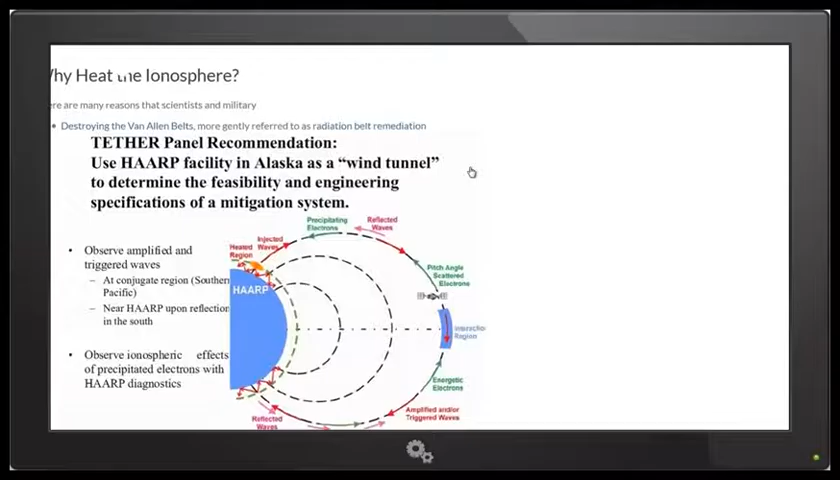 Why Heat the Ionosphere?
ere are many reasons that scientists and military
Destroying the Van Allen Belts, more gently referred to as radiation belt remediation
TETHER Panel Recommendation:
Use HAARP facility in Alaska as a “wind tunnel”
to determine the feasibility and engineering
specifications of a mitigation system.
• Observe amplified and
triggered waves
– At conjugate region (Southern
Pacific)
– Near HAARP upon reflection
in the south
• Observe ionospheric effects
of precipitated electrons with
HAARP diagnostics
Precipitating
Electrons
Reflected
Waves
Injected
Waves
Heated
Region
HAARP
Pitch Angle
Scattered
Electrons
Interaction
Region
Energetic
Electrons
Amplified and/or
Triggered Waves
Reflected
Waves